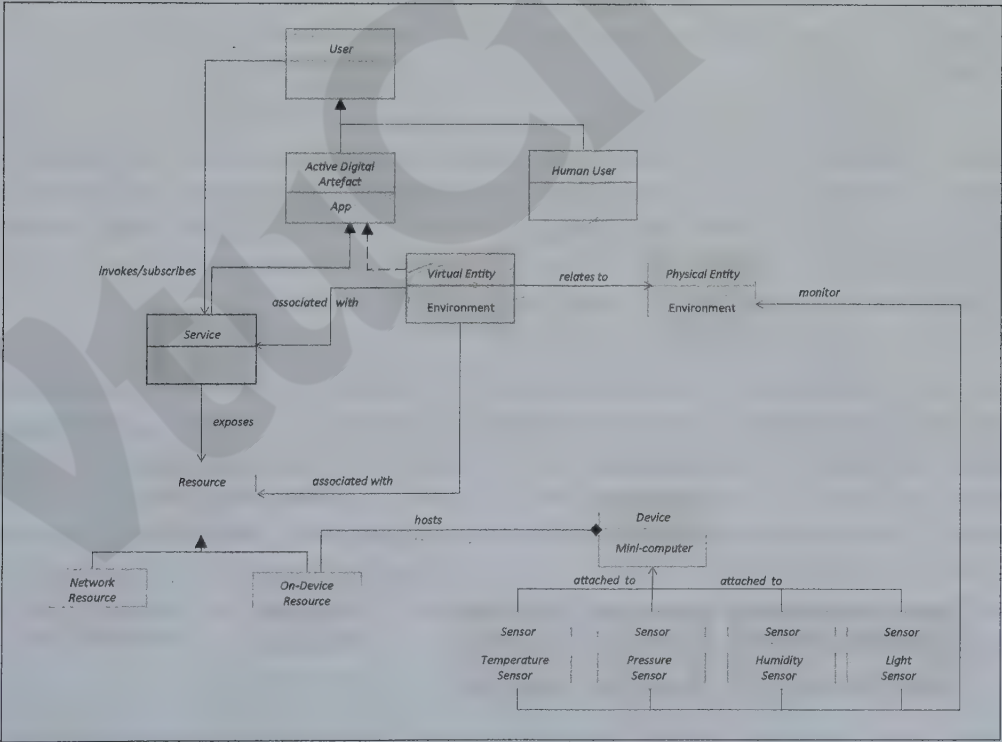 User
Active Digital
Artefact
App
Human User
invokes/subscribes
associated with
Virtual Entity
Environment
relates to
Physical Entity
Environment
monitor
Service
exposes
Resource
associated with
hosts
Device
Mini-computer
Network
Resource
On-Device
Resource
attached to
attached to
Sensor
Temperature
Sensor
Sensor
Pressure
Sensor
Sensor
Humidity
Sensor
Sensor
Light
Sensor